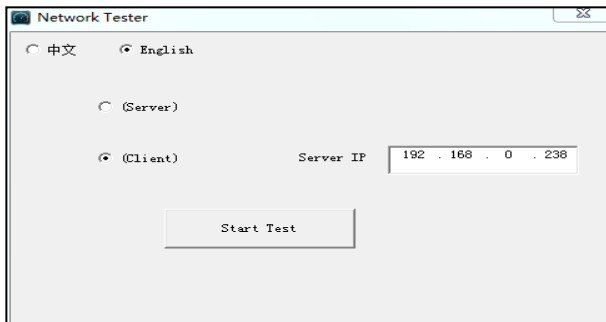 Network Tester
中文 English
(Server)
(Client) Server IP 192 . 168 . 0 . 238
Start Test